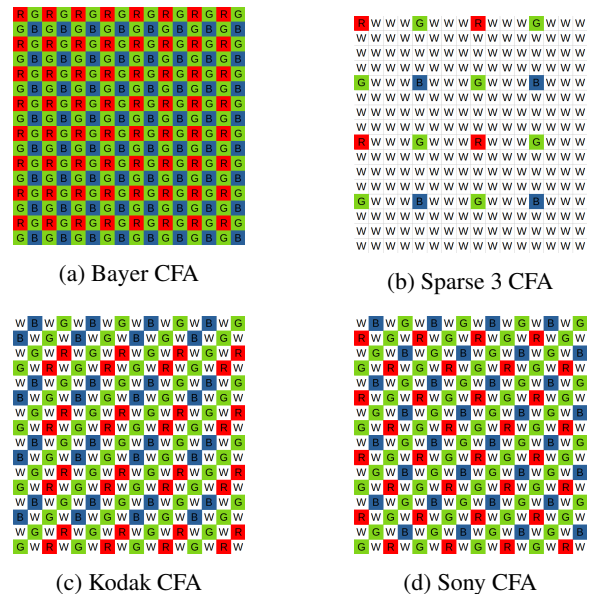 R G R G R G R G R G R G R G R G
G B G B G B G B G B G B G B G B
R G R G R G R G R G R G R G R G
G B G B G B G B G B G B G B G B
R G R G R G R G R G R G R G R G
G B G B G B G B G B G B G B G B
R G R G R G R G R G R G R G R G
G B G B G B G B G B G B G B G B
R G R G R G R G R G R G R G R G
G B G B G B G B G B G B G B G B
R G R G R G R G R G R G R G R G
G B G B G B G B G B G B G B G B
R G R G R G R G R G R G R G R G
G B G B G B G B G B G B G B G B
R G R G R G R G R G R G R G R G
G B G B G B G B G B G B G B G B
(a) Bayer CFA
R W W W G W W W R W W W G W W W
W W W W W W W W W W W W W W W W
W W W W W W W W W W W W W W W W
W W W W W W W W W W W W W W W W
G W W W B W W W G W W W B W W W
W W W W W W W W W W W W W W W W
W W W W W W W W W W W W W W W W
W W W W W W W W W W W W W W W W
R W W W G W W W R W W W G W W W
W W W W W W W W W W W W W W W W
W W W W W W W W W W W W W W W W
W W W W W W W W W W W W W W W W
G W W W B W W W G W W W B W W W
W W W W W W W W W W W W W W W W
W W W W W W W W W W W W W W W W
W W W W W W W W W W W W W W W W
(b) Sparse 3 CFA
W B W G W B W G W B W G W B W G
B W G W B W G W B W G W B W G W
W G W R W G W R W G W R W G W R
G W R W G W R W G W R W G W R W
W B W G W B W G W B W G W B W G
B W G W B W G W B W G W B W G W
W G W R W G W R W G W R W G W R
G W R W G W R W G W R W G W R W
W B W G W B W G W B W G W B W G
B W G W B W G W B W G W B W G W
W G W R W G W R W G W R W G W R
G W R W G W R W G W R W G W R W
W B W G W B W G W B W G W B W G
B W G W B W G W B W G W B W G W
W G W R W G W R W G W R W G W R
G W R W G W R W G W R W G W R W
(c) Kodak CFA
W B W G W B W G W B W G W B W G
R W G W R W G W R W G W R W G W
W G W B W G W B W G W B W G W B
G W R W G W R W G W R W G W R W
W B W G W B W G W B W G W B W G
R W G W R W G W R W G W R W G W
W G W B W G W B W G W B W G W B
G W R W G W R W G W R W G W R W
W B W G W B W G W B W G W B W G
R W G W R W G W R W G W R W G W
W G W B W G W B W G W B W G W B
G W R W G W R W G W R W G W R W
W B W G W B W G W B W G W B W G
R W G W R W G W R W G W R W G W
W G W B W G W B W G W B W G W B
G W R W G W R W G W R W G W R W
(d) Sony CFA